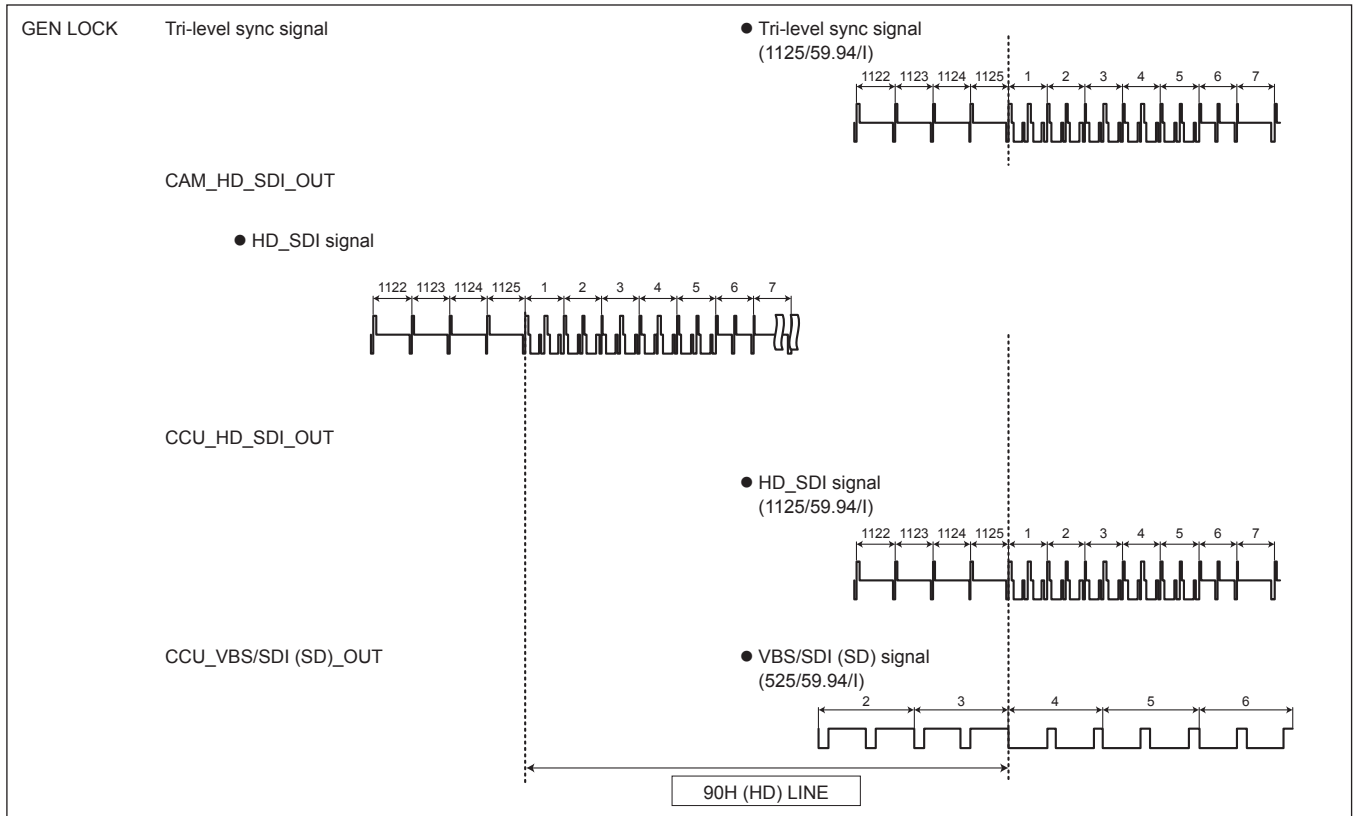 GEN LOCK Tri-level sync signal ● Tri-level sync signal
(1125/59.94/I)
1122 1123 1124 1125 1 2 3 4 5 6 7
CAM_HD_SDI_OUT
● HD_SDI signal
1122 1123 1124 1125 1 2 3 4 5 6 7
CCU_HD_SDI_OUT
● HD_SDI signal
(1125/59.94/I)
1122 1123 1124 1125 1 2 3 4 5 6 7
CCU_VBS/SDI (SD)_OUT ● VBS/SDI (SD) signal
(525/59.94/I)
2 3 4 5 6
90H (HD) LINE